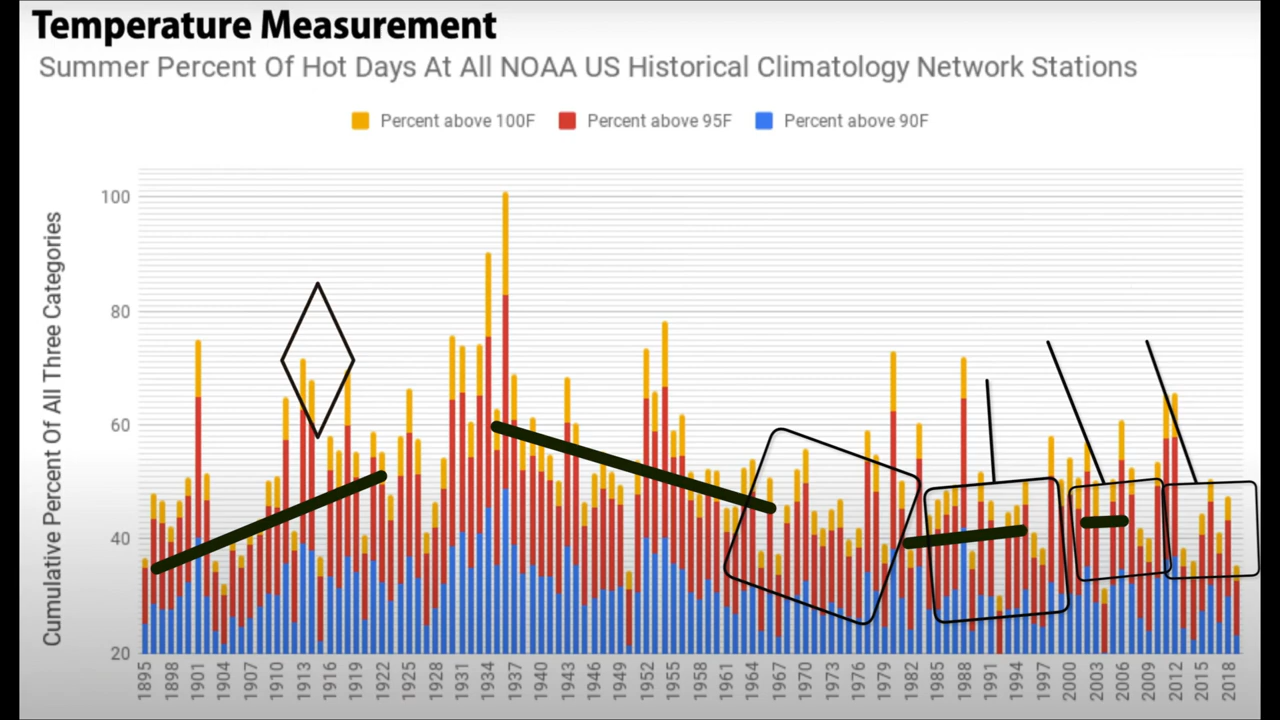 Temperature Measurement
Summer Percent Of Hot Days At All NOAA US Historical Climatology Network Stations
Percent above 100F Percent above 95F Percent above 90F
Cumulative Percent Of All Three Categories
100
80
60
40
20
1895 1898 1901 1904 1907 1910 1913 1916 1919 1922 1925 1928 1931 1934 1937 1940 1943 1946 1949 1952 1955 1958 1961 1964 1967 1970 1973 1976 1979 1982 1985 1988 1991 1994 1997 2000 2003 2006 2009 2012 2015 2018